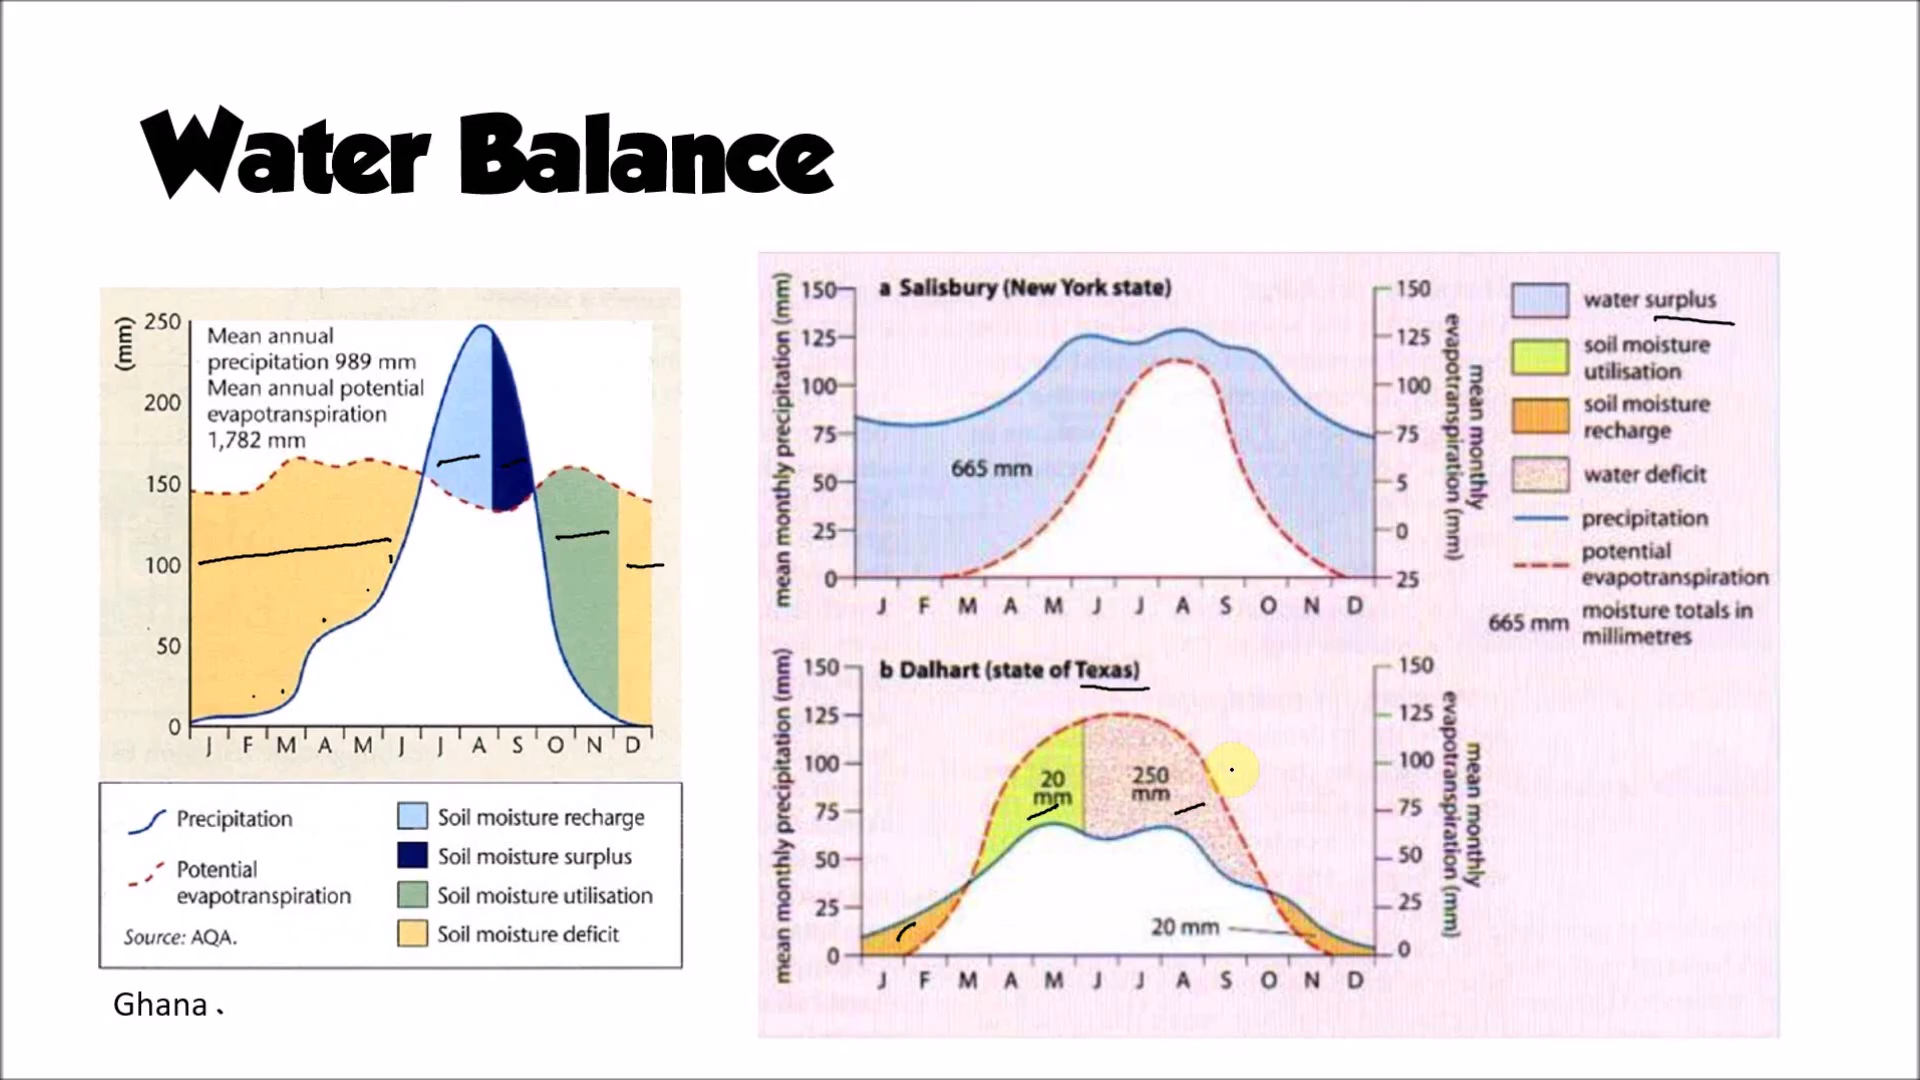 Water Balance
(mm)
250
200
150
100
50
0
Mean annual
precipitation 989 mm
Mean annual potential
evapotranspiration
1,782 mm
J F M A M J J A S O N D
Precipitation
Potential
evapotranspiration
Source: AQA.
Soil moisture recharge
Soil moisture surplus
Soil moisture utilisation
Soil moisture deficit
Ghana
a Salisbury (New York state)
mean monthly precipitation (mm)
150
125
100
75
50
25
0
665 mm
150
125
100
75
5
0
25
mean monthly
evapotranspiration (mm)
J F M A M J J A S O N D
b Dalhart (state of Texas)
mean monthly precipitation (mm)
150
125
100
75
50
25
0
20
mm
250
mm
20 mm
150
125
100
75
50
25
0
mean monthly
evapotranspiration (mm)
J F M A M J J A S O N D
water surplus
soil moisture
utilisation
soil moisture
recharge
water deficit
precipitation
potential
evapotranspiration
665 mm moisture totals in
millimetres